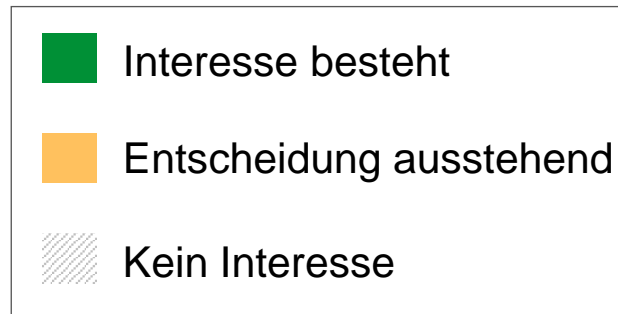 Interesse besteht
Entscheidung ausstehend
Kein Interesse